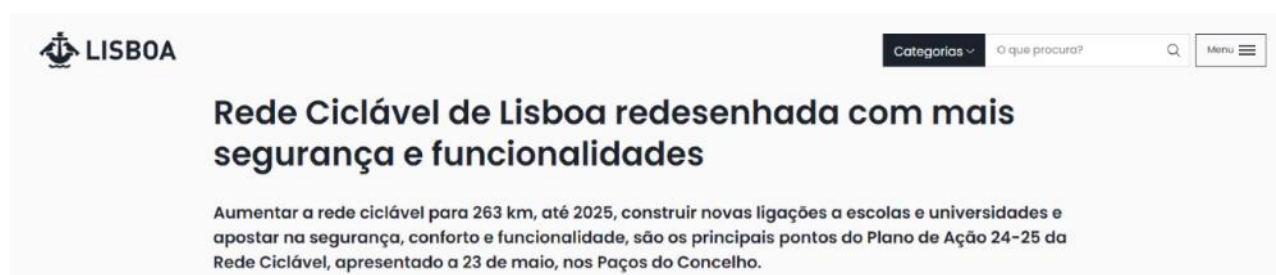 LISBOA
Categorias
O que procura?
Menu
Rede Ciclável de Lisboa redesenhada com mais
segurança e funcionalidades
Aumentar a rede ciclável para 263 km, até 2025, construir novas ligações a escolas e universidades e
apostar na segurança, conforto e funcionalidade, são os principais pontos do Plano de Ação 24-25 da
Rede Ciclável, apresentado a 23 de maio, nos Paços do Concelho.